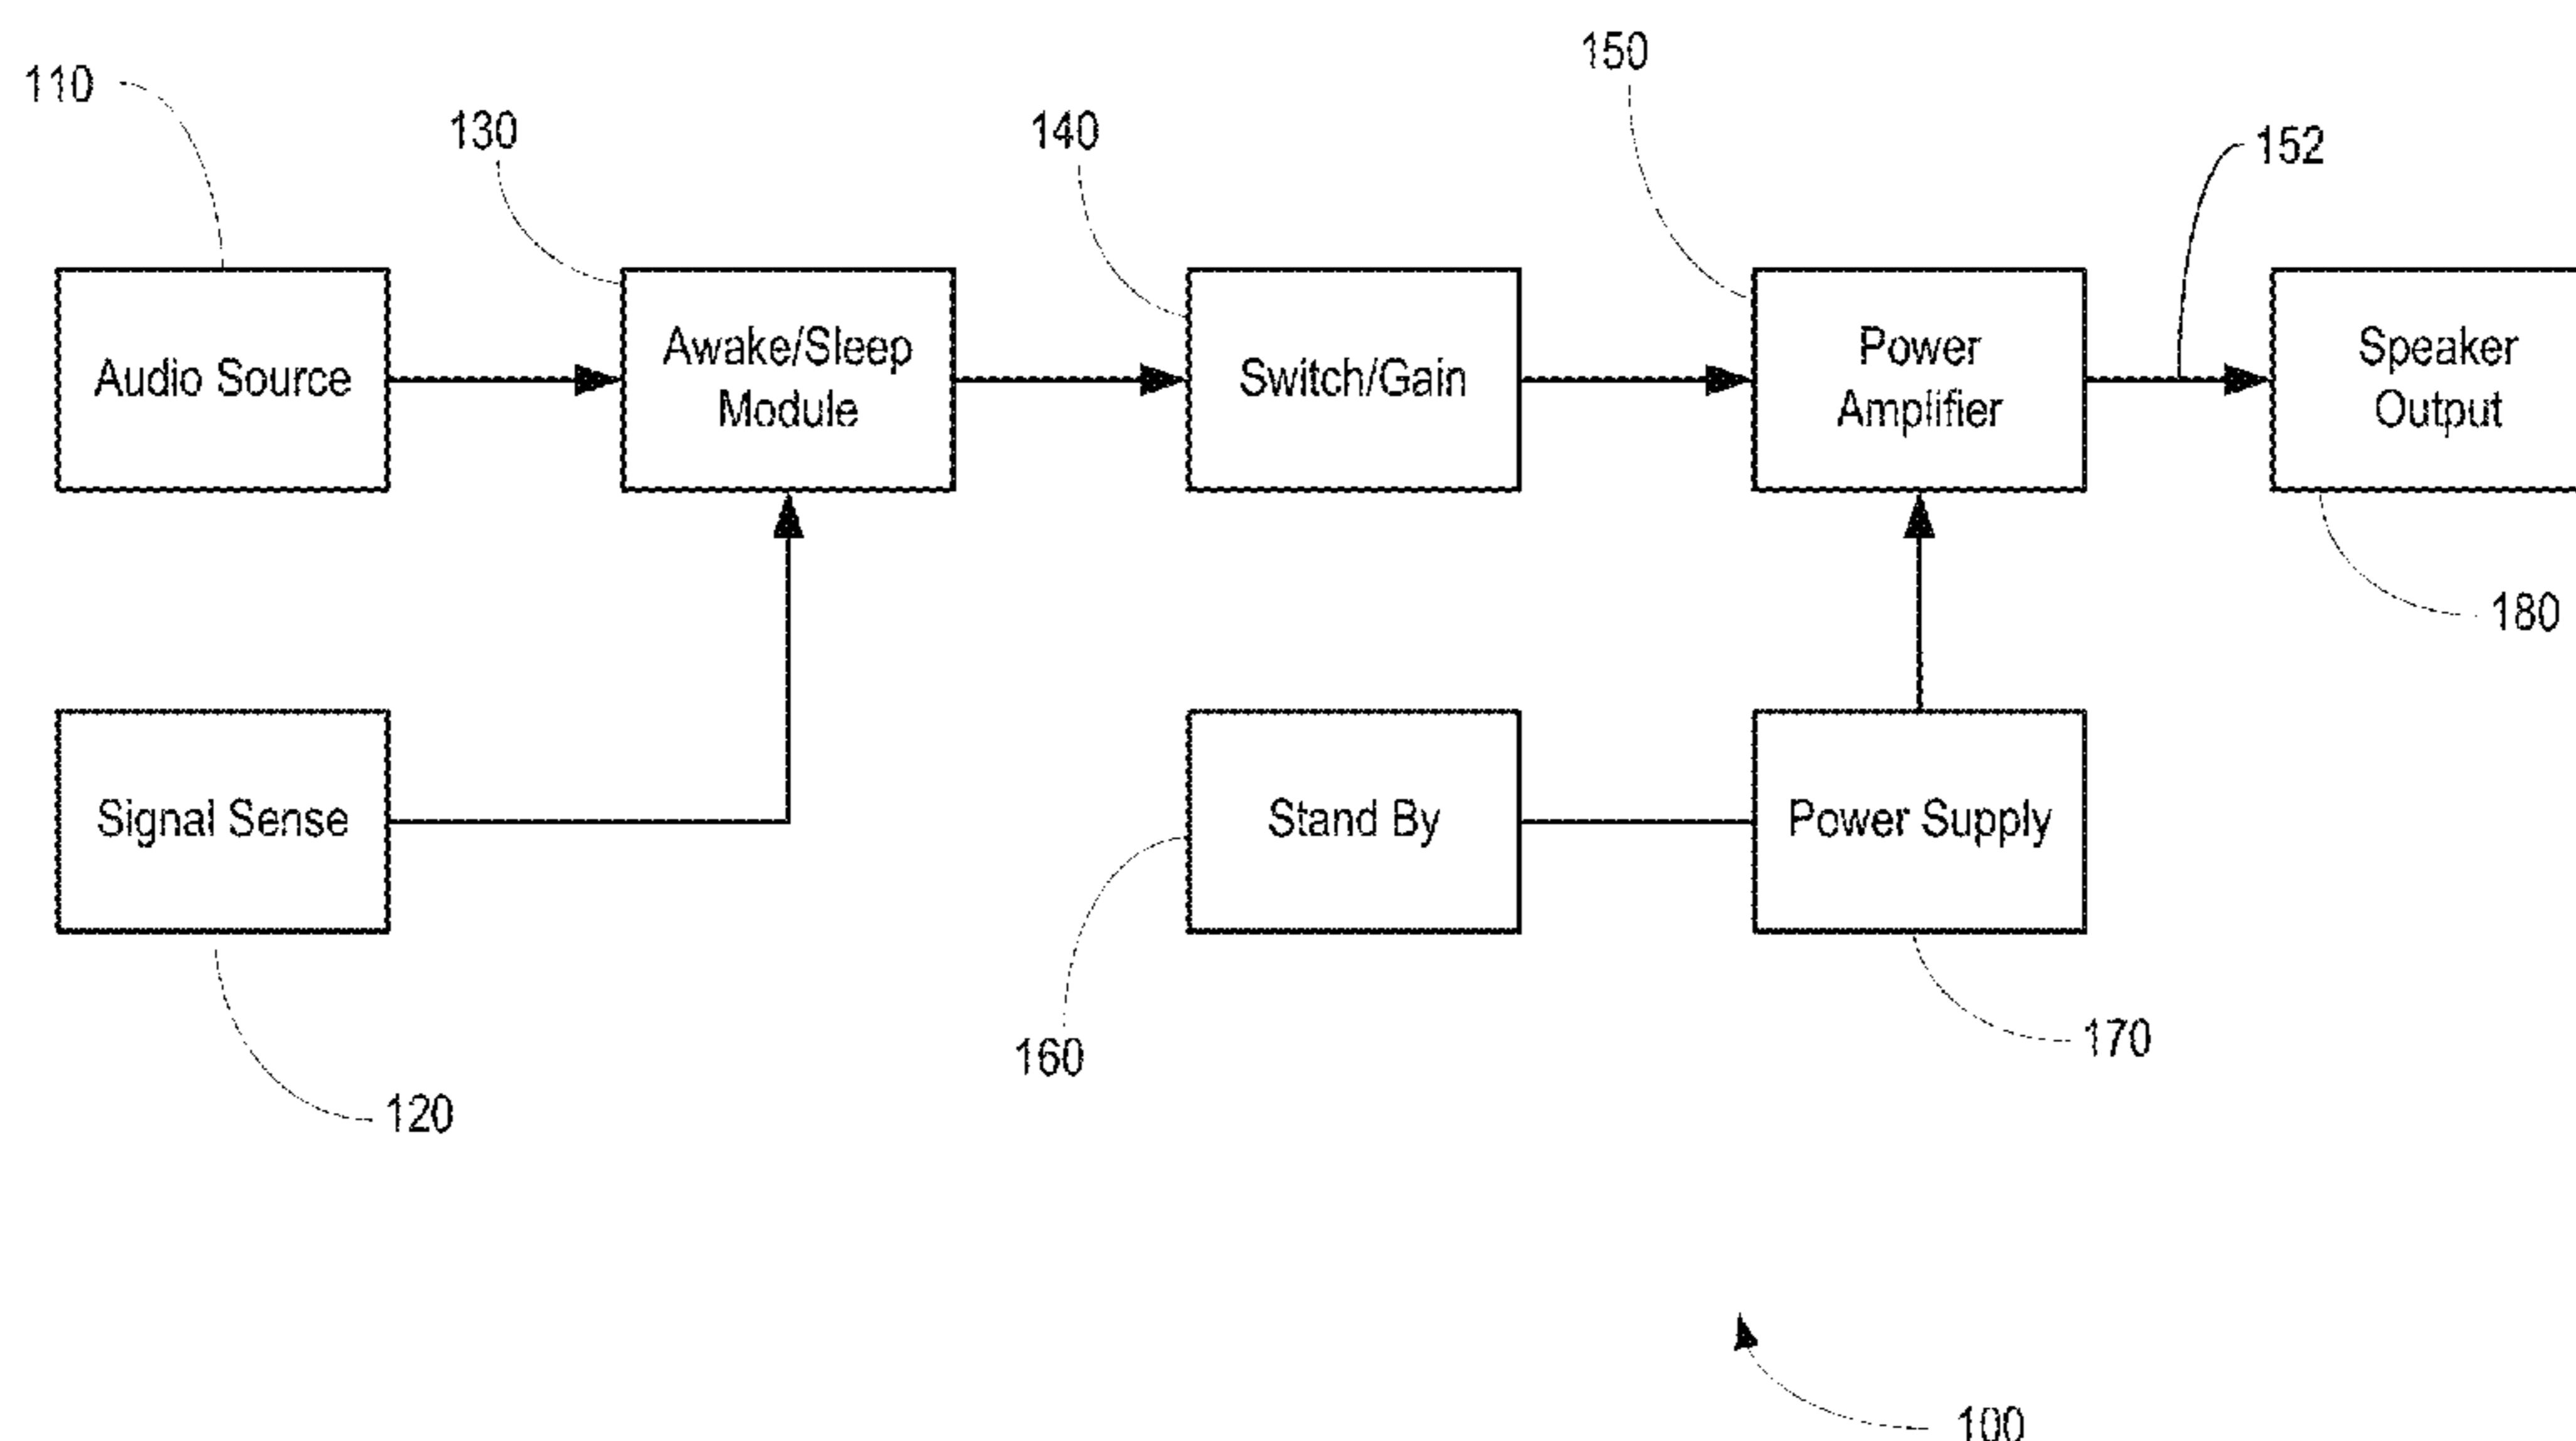 150
110
130
140
152
Audio Source
Awake/Sleep
Module
Switch/Gain
Power
Amplifier
Speaker
Output
180
Signal Sense
Stand By
Power Supply
170
160
120
100